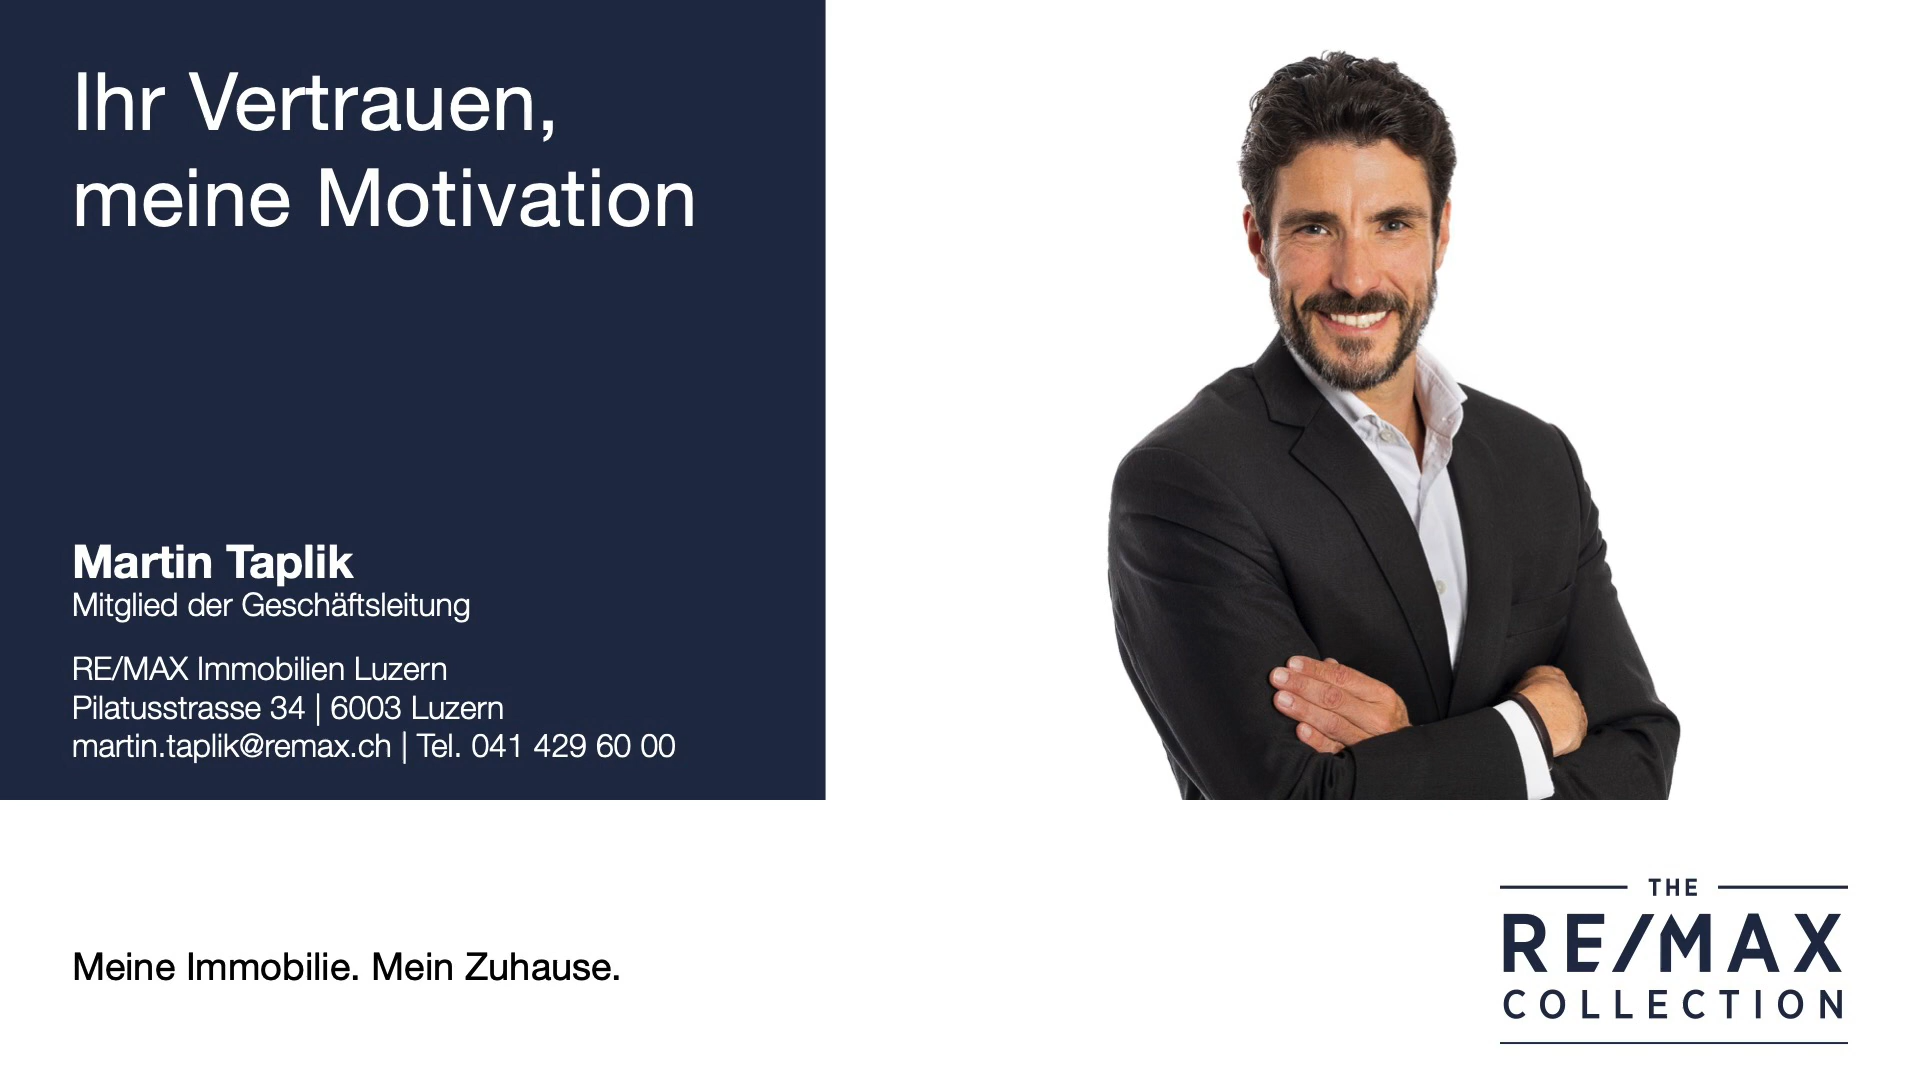 Ihr Vertrauen,
meine Motivation
Martin Taplik
Mitglied der Geschäftsleitung
RE/MAX Immobilien Luzern
Pilatusstrasse 34 | 6003 Luzern
martin.taplik@remax.ch | Tel. 041 429 60 00
Meine Immobilie. Mein Zuhause.
THE
RE/MAX
COLLECTION